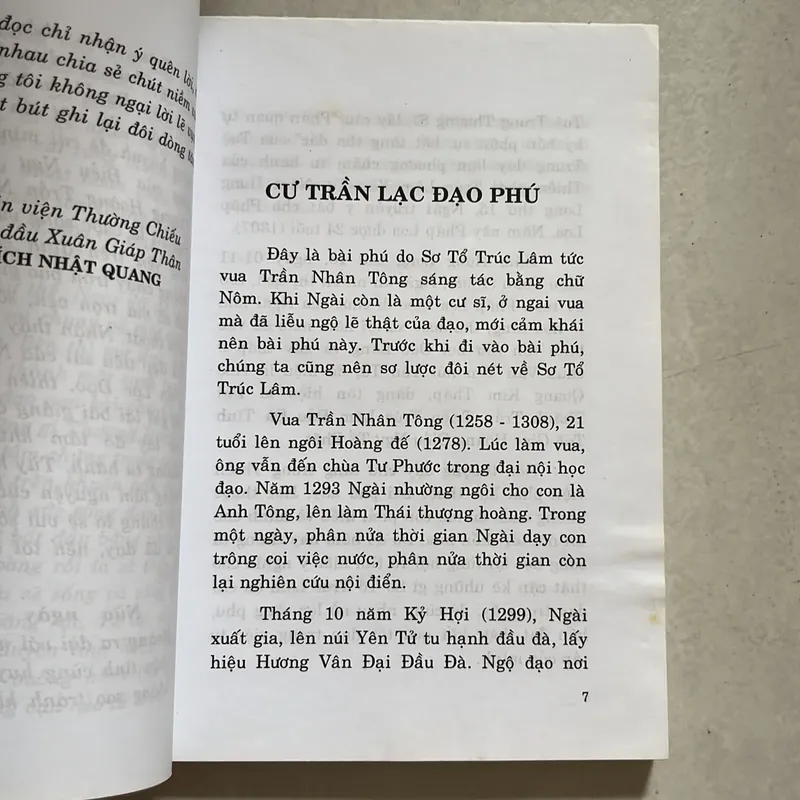 đọc chỉ nhận ý quên lời,
nhau chia sẻ chút niềm
tôi không ngại lời lẽ
bút ghi lại đôi dòng
viện Thường Chiếu
đầu Xuân Giáp Thân
ÍCH NHẬT QUANG
CƯ TRẦN LẠC ĐẠO PHÚ
Đây là bài phú do Sơ Tổ Trúc Lâm tức
vua Trần Nhân Tông sáng tác bằng chữ
Nôm. Khi Ngài còn là một cư sĩ, ở ngai vua
mà đã liễu ngộ lẽ thật của đạo, mới cảm khái
nên bài phú này. Trước khi đi vào bài phú,
chúng ta cũng nên sơ lược đôi nét về Sơ Tổ
Trúc Lâm.
Vua Trần Nhân Tông (1258 - 1308), 21
tuổi lên ngôi Hoàng đế (1278). Lúc làm vua,
ông vẫn đến chùa Tư Phước trong đại nội học
đạo. Năm 1293 Ngài nhường ngôi cho con là
Anh Tông, lên làm Thái thượng hoàng. Trong
một ngày, phân nửa thời gian Ngài dạy con
trông coi việc nước, phân nửa thời gian còn
lại nghiên cứu nội điển.
Tháng 10 năm Kỷ Hợi (1299), Ngài
xuất gia, lên núi Yên Tử tu hạnh đầu đà, lấy
hiệu Hương Vân Đại Đầu Đà. Ngộ đạo nơi
7